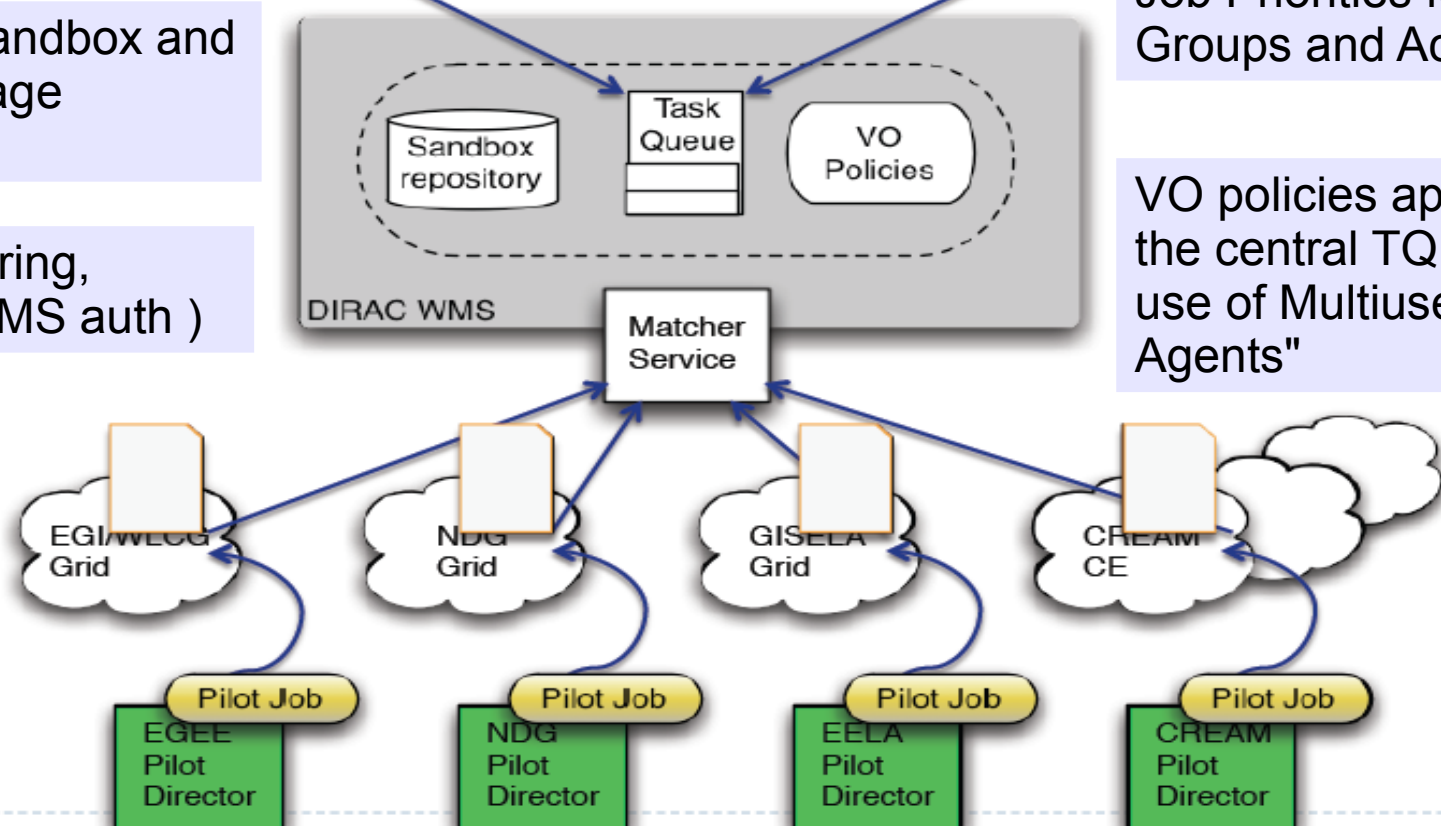 andbox and
age
ring,
MS auth )
Groups and Ac
VO policies ap
the central TQ
use of Multiuse
Agents"
Sandbox
repository
Task
Queue
VO
Policies
DIRAC WMS
Matcher
Service
EGI/WLCG
Grid
NDG
Grid
GISELA
Grid
CREAM
CE
Pilot Job
Pilot Job
Pilot Job
Pilot Job
EGEE
Pilot
Director
NDG
Pilot
Director
EELA
Pilot
Director
CREAM
Pilot
Director